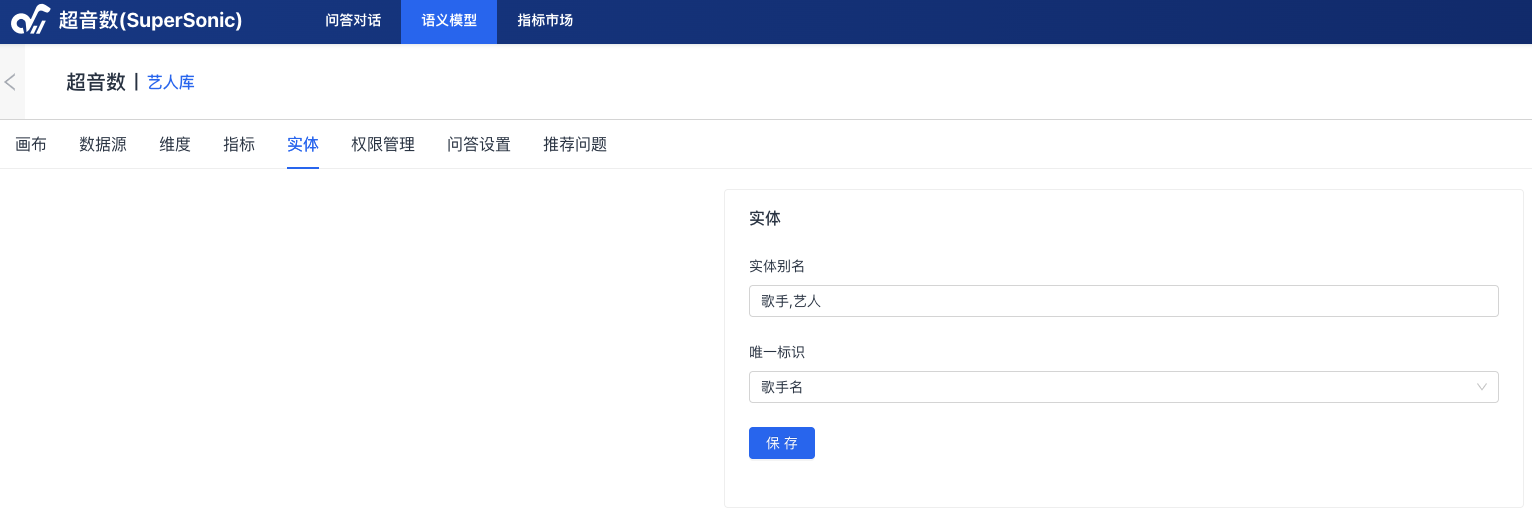 超音数(SuperSonic) 问答对话 语义模型 指标市场
超音数 | 艺人库
画布 数据源 维度 指标 实体 权限管理 问答设置 推荐问题
实体
实体别名
歌手,艺人
唯一标识
歌手名
保 存